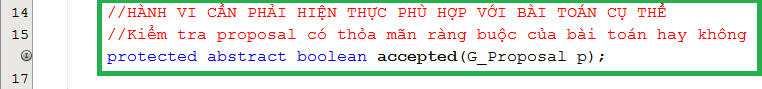 14 //HÀNH VI CẦN PHẢI HIỆN THỰC PHÙ HỢP VỚI BÀI TOÁN CỤ THỂ
15 //Kiểm tra proposal có thỏa mãn ràng buộc của bài toán hay không
protected abstract boolean accepted(G_Proposal p);
17